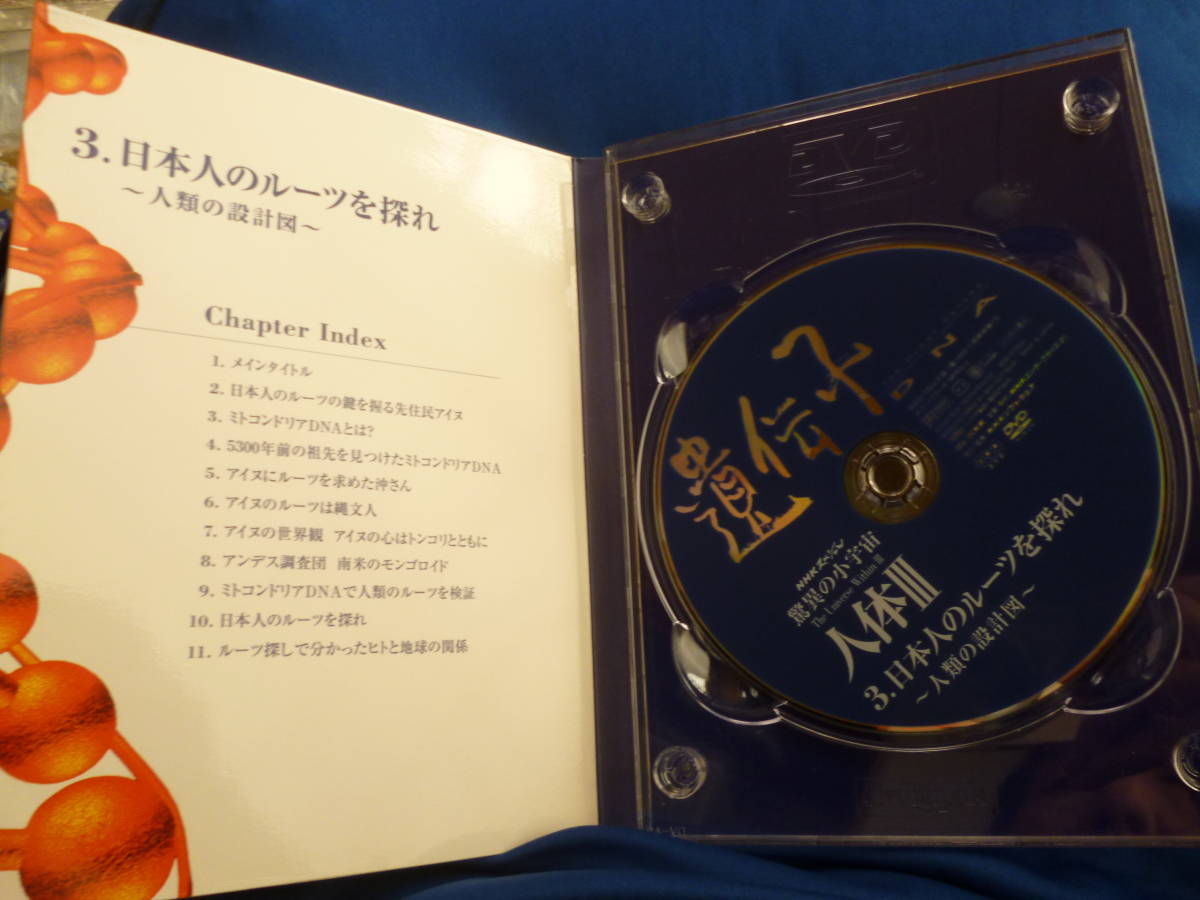 3. 日本人のルーツを探れ
～人類の設計図～
Chapter Index
1. メインタイトル
2. 日本人のルーツの鍵を握る先住民アイヌ
3. ミトコンドリアDNAとは?
4. 5300年前の祖先を見つけたミトコンドリアDNA
5. アイヌにルーツを求めた沖さん
6. アイヌのルーツは縄文人
7. アイヌの世界観 アイヌの心はトンコリとともに
8. アンデス調査団 南米のモンゴロイド
9. ミトコンドリアDNAで人類のルーツを検証
10. 日本人のルーツを探れ
11. ルーツ探しで分かったヒトと地球の関係
DVD
遺伝子
DNA
DVD
NHKスペシャル
驚異の小宇宙
The Universe Within III
人体III
3. 日本人のルーツを探れ
～人類の設計図～